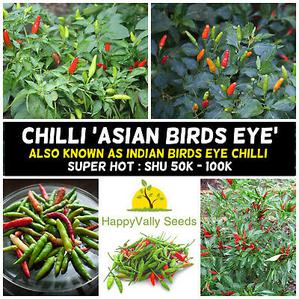 CHILLI 'ASIAN BIRDS EYE'
ALSO KNOWN AS INDIAN BIRDS EYE CHILLI
SUPER HOT : SHU 50K - 100K
HappyVally Seeds